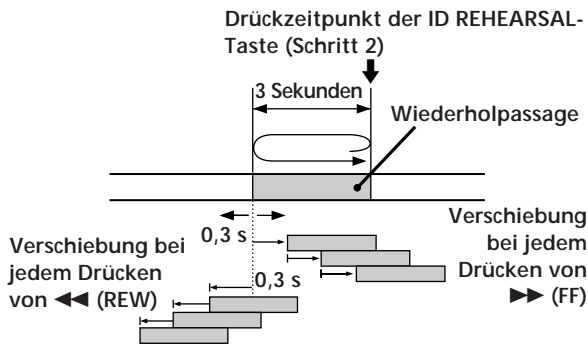 Drückzeitpunkt der ID REHEARSAL-
Taste (Schritt 2)
3 Sekunden
Wiederholpassage
0,3 s
Verschiebung bei
jedem Drücken
von ◀◀ (REW)
0,3 s
Verschiebung
bei jedem
Drücken von
▶▶ (FF)